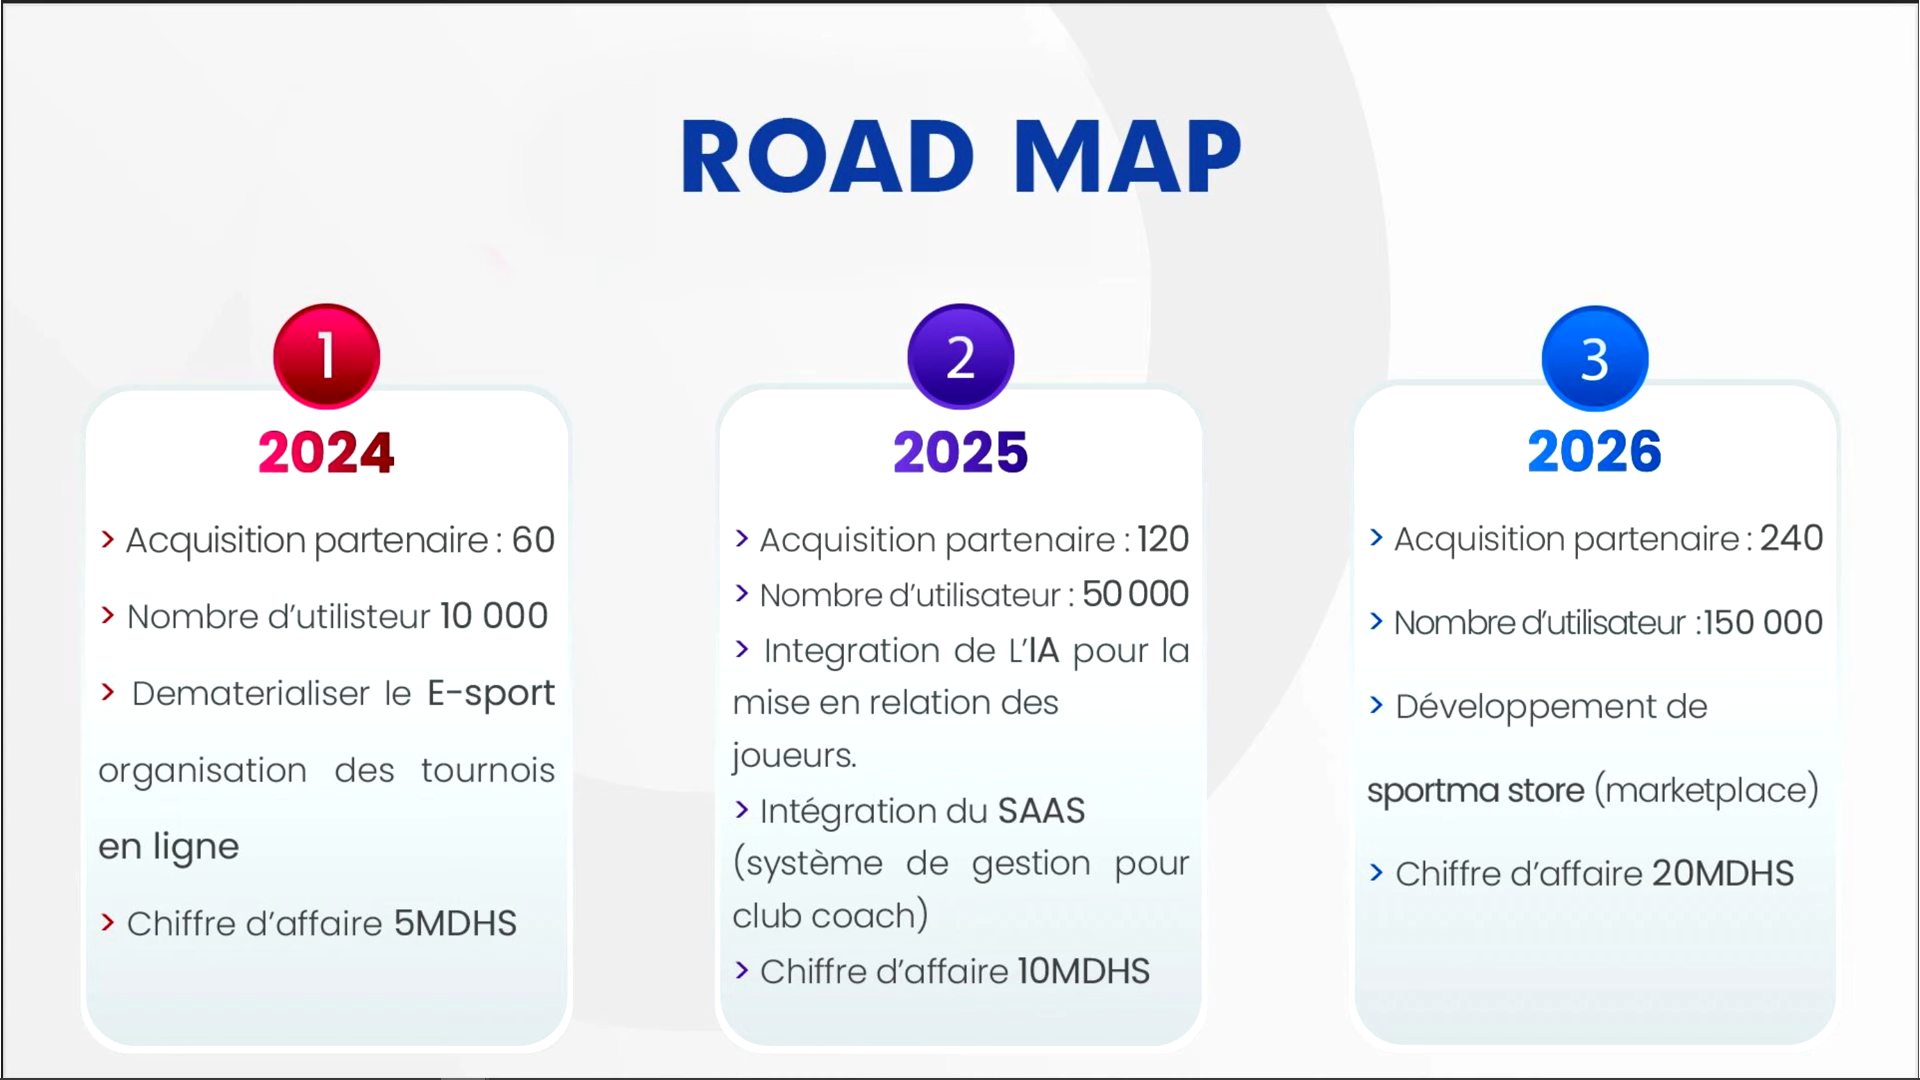 ROAD MAP
1
2024
> Acquisition partenaire : 60
> Nombre d'utilisteur 10 000
> Dematerialiser le E-sport
organisation des tournois
en ligne
> Chiffre d'affaire 5MDHS
2
2025
> Acquisition partenaire : 120
> Nombre d'utilisateur : 50 000
> Integration de L'IA pour la
mise en relation des
joueurs.
> Intégration du SAAS
(système de gestion pour
club coach)
> Chiffre d'affaire 10MDHS
3
2026
> Acquisition partenaire : 240
> Nombre d'utilisateur :150 000
> Développement de
sportma store (marketplace)
> Chiffre d'affaire 20MDHS